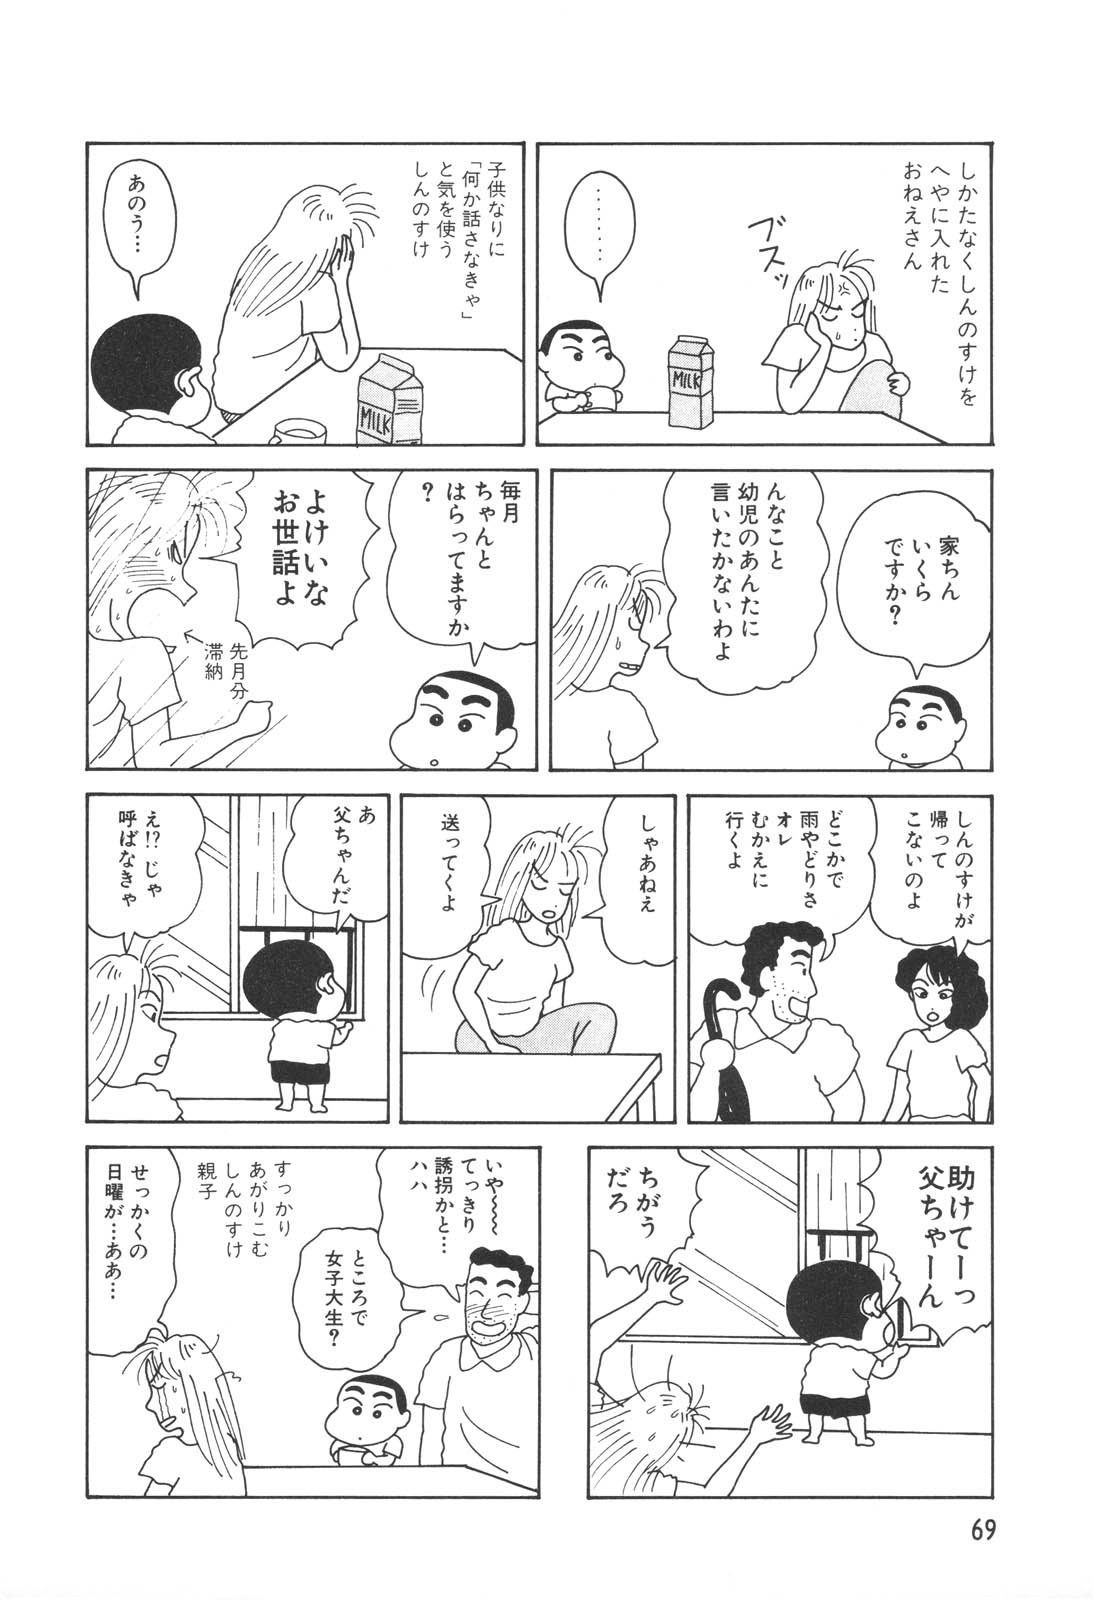 しかたなくしんのすけを
へやに入れた
おねえさん
ブスッ
………
MILK
子供なりに
「何か話さなきゃ」
と気を使う
しんのすけ
あのう…
MILK
家ちん
いくら
ですか？
んなこと
幼児のあんたに
言いたかないわよ
毎月
ちゃんと
はらってますか
？
よけいな
お世話よ
先月分
滞納
しんのすけが
帰って
こないのよ
どこかで
雨やどりさ
オレ
むかえに
行くよ
しゃあねえ
送ってくよ
あ
父ちゃんだ
え!?じゃ
呼ばなきゃ
助けてーっ
父ちゃーん
ちがう
だろ
いや〜〜〜
てっきり
誘拐かと…
ハハ
ところで
女子大生？
すっかり
あがりこむ
しんのすけ
親子
せっかくの
日曜が…ああ…
69